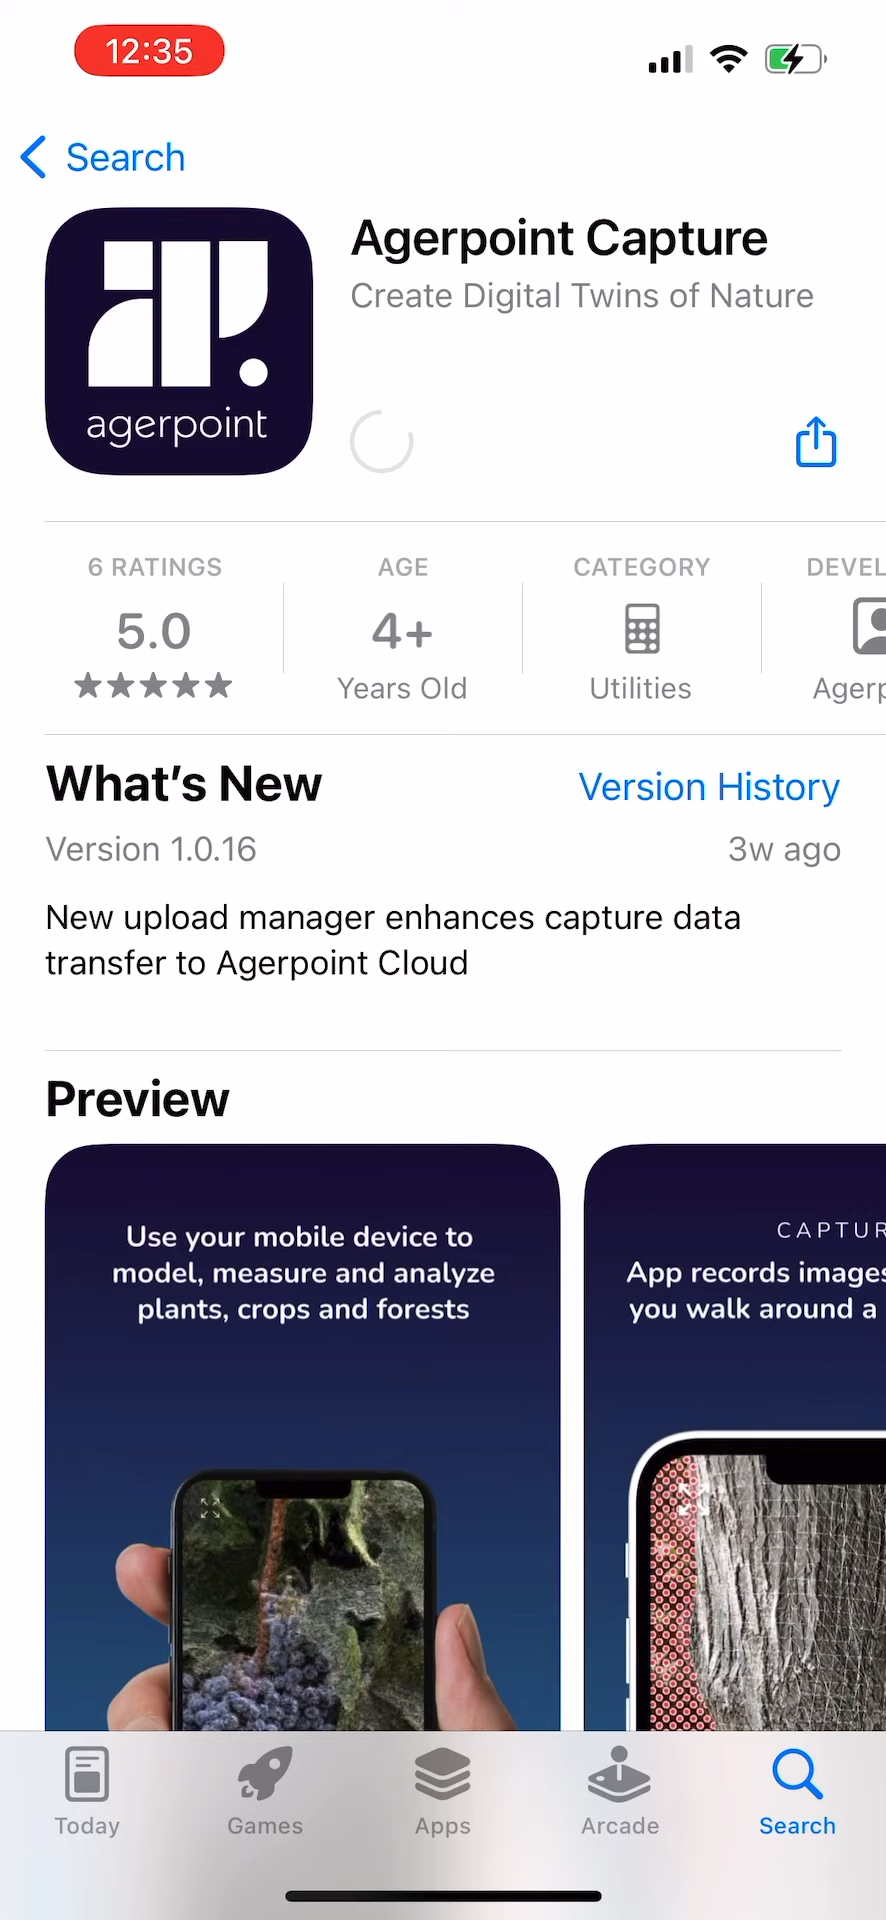 12:35
Search
Agerpoint Capture
Create Digital Twins of Nature
agerpoint
6 RATINGS
5.0
AGE
4+
Years Old
CATEGORY
Utilities
DEVEL
Agerp
What's New
Version History
Version 1.0.16
3w ago
New upload manager enhances capture data
transfer to Agerpoint Cloud
Preview
Use your mobile device to
model, measure and analyze
plants, crops and forests
CAPTUR
App records images
you walk around a
Today
Games
Apps
Arcade
Search